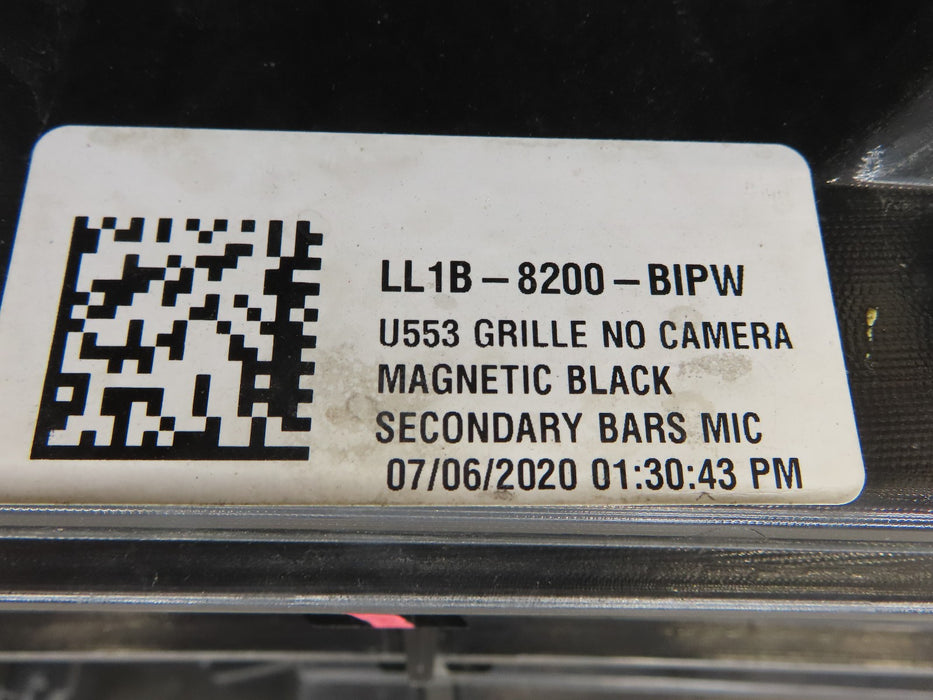 LL1B-8200-BIPW
U553 GRILLE NO CAMERA
MAGNETIC BLACK
SECONDARY BARS MIC
07/06/2020 01:30:43 PM